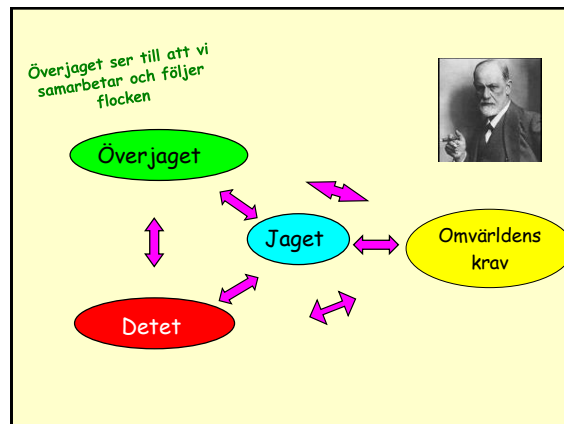 Överjaget ser till att vi
samarbetar och följer
flocken
Överjaget
Jaget
Omvärldens
krav
Detet